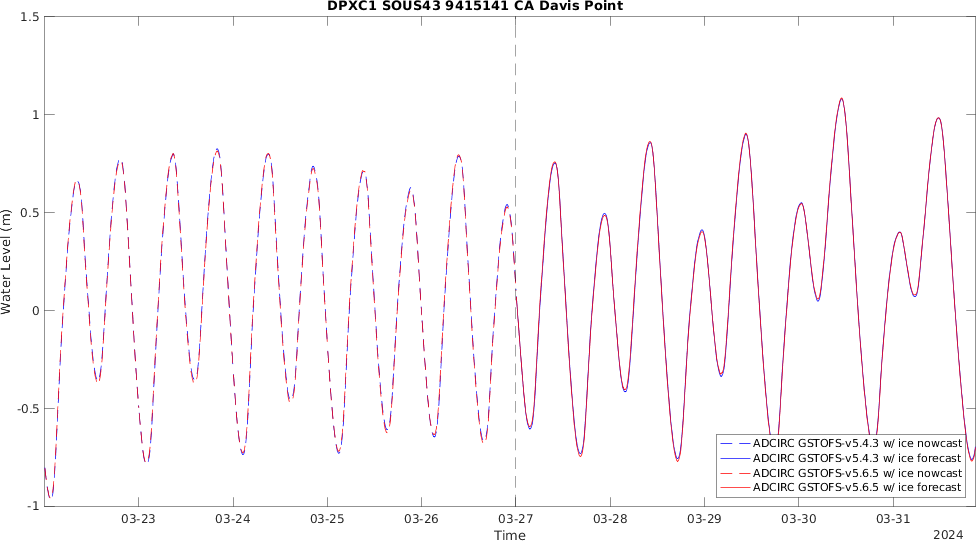 DPXC1 SOUS43 9415141 CA Davis Point
1.5
1
0.5
0
-0.5
-1
Water Level (m)
03-23 03-24 03-25 03-26 03-27 03-28 03-29 03-30 03-31
Time
2024
ADCIRC GSTOFS-v5.4.3 w/ ice nowcast
ADCIRC GSTOFS-v5.4.3 w/ ice forecast
ADCIRC GSTOFS-v5.6.5 w/ ice nowcast
ADCIRC GSTOFS-v5.6.5 w/ ice forecast